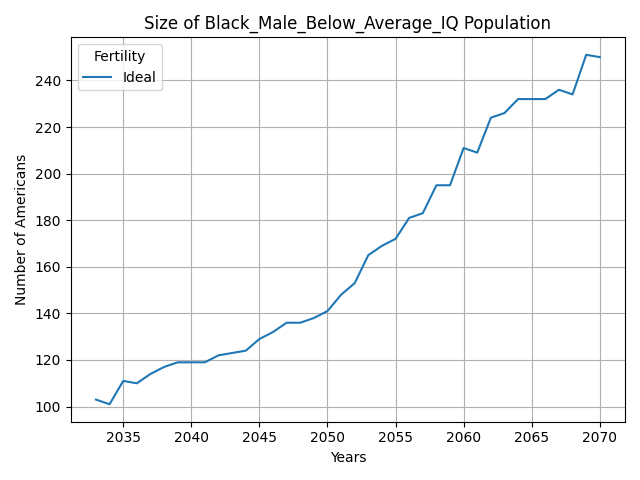 Size of Black_Male_Below_Average_IQ Population
Fertility
Ideal
Number of Americans
240
220
200
180
160
140
120
100
2035 2040 2045 2050 2055 2060 2065 2070
Years